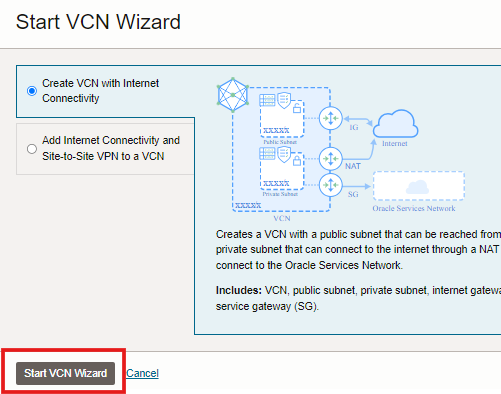 Start VCN Wizard
Create VCN with Internet
Connectivity
Add Internet Connectivity and
Site-to-Site VPN to a VCN
XXXXX
Public Subnet
XXXXX
Private Subnet
XXXXX
VCN
IG
Internet
NAT
SG
Oracle Services Network
Creates a VCN with a public subnet that can be reached from
private subnet that can connect to the internet through a NAT
connect to the Oracle Services Network.
Includes: VCN, public subnet, private subnet, internet gatewa
service gateway (SG).
Start VCN Wizard
Cancel